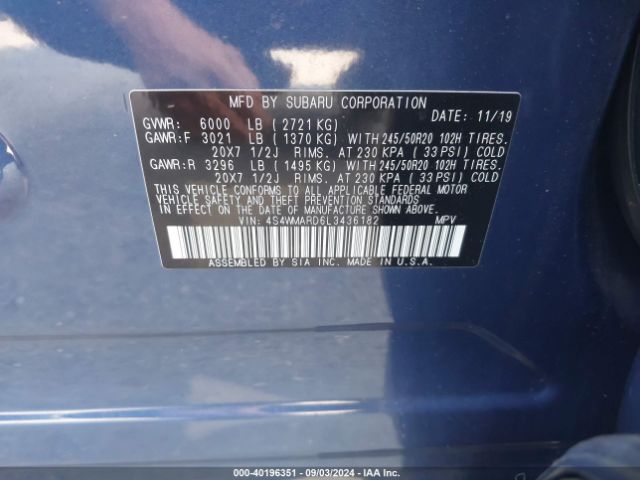 MFD BY SUBARU CORPORATION
DATE: 11/19
GVWR: 6000 LB (2721 KG)
GAWR:F 3021 LB (1370 KG) WITH 245/50R20 102H TIRES.
20X7 1/2J RIMS. AT 230 KPA (33 PSI) COLD
GAWR:R 3296 LB (1495 KG) WITH 245/50R20 102H TIRES.
20X7 1/2J RIMS. AT 230 KPA (33 PSI) COLD
THIS VEHICLE CONFORMS TO ALL APPLICABLE FEDERAL MOTOR
VEHICLE SAFETY AND THEFT PREVENTION STANDARDS
IN EFFECT ON THE DATE OF MANUFACTURE SHOWN ABOVE.
VIN: 4S4WMARD6L3436182 MPV
ASSEMBLED BY SIA INC. MADE IN U.S.A.
000-40196351 - 09/03/2024 - IAA Inc.